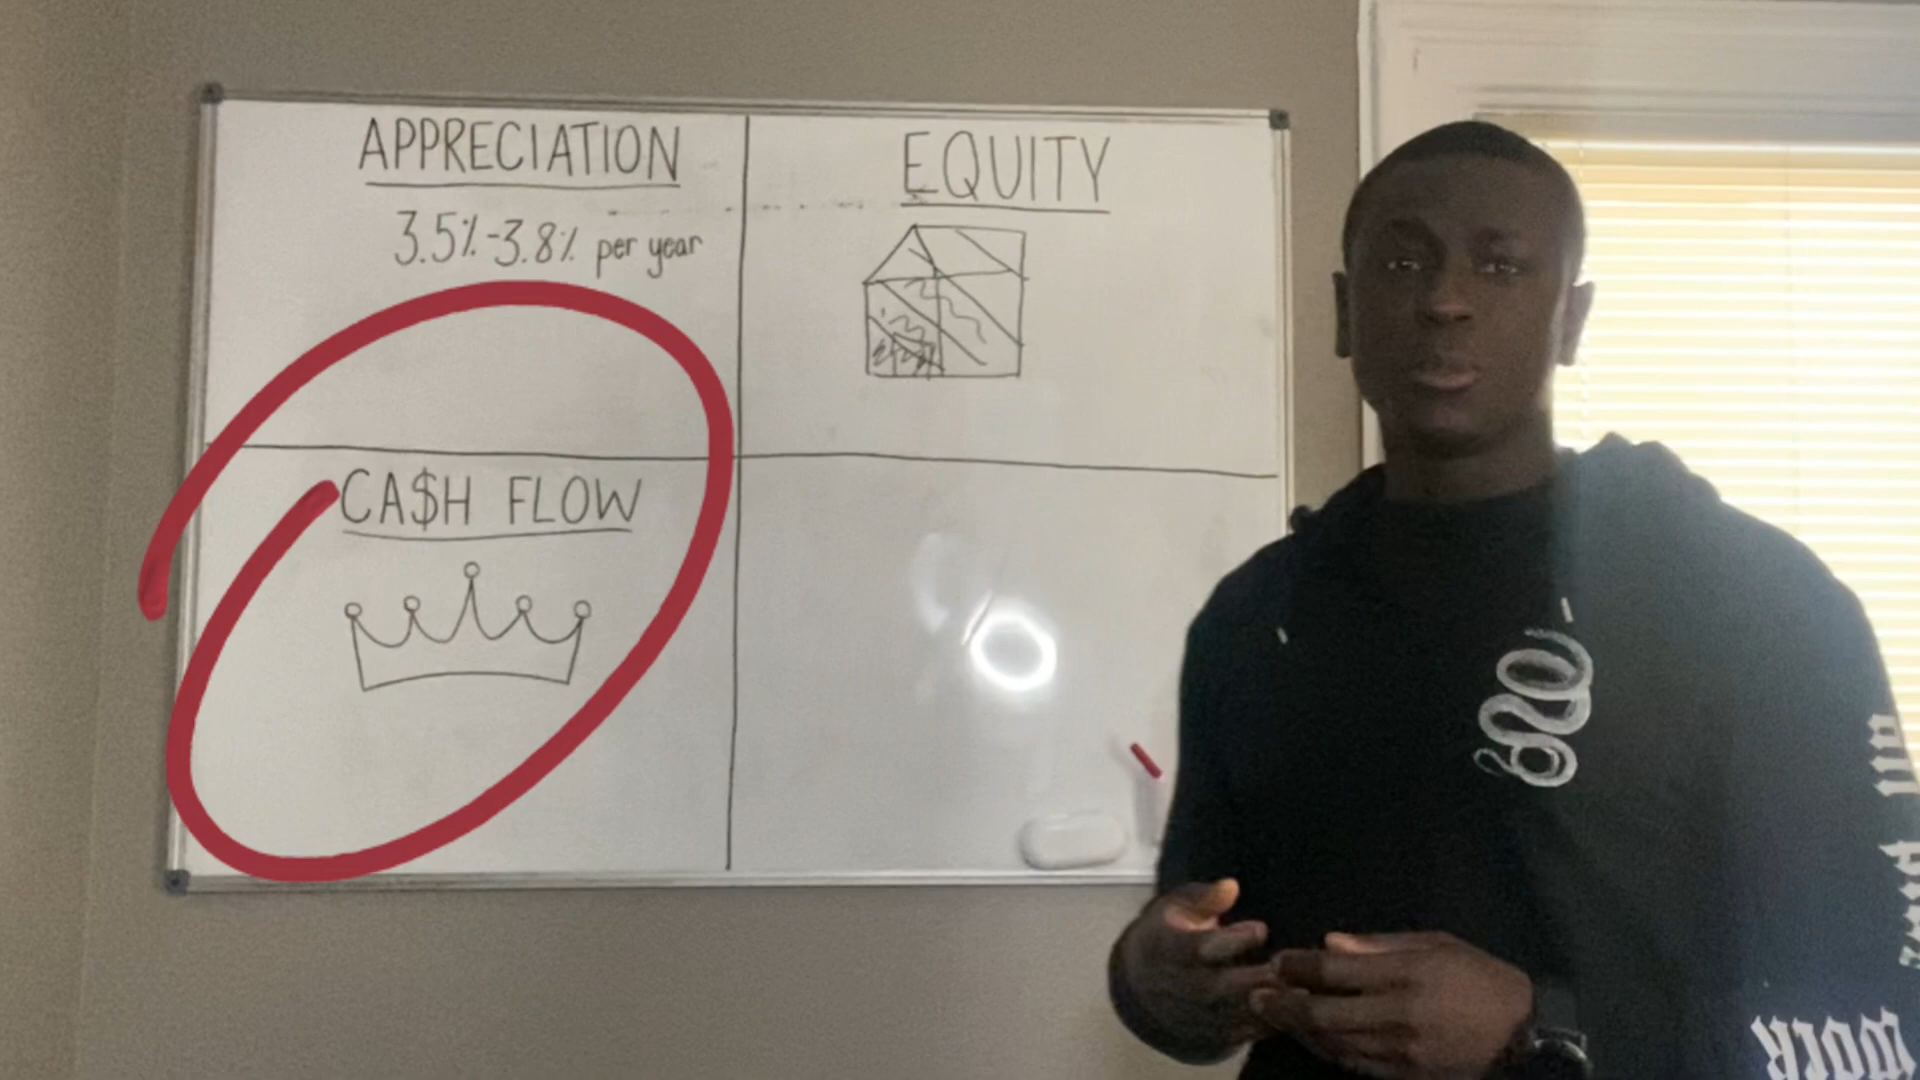 APPRECIATION
3.5%-3.8% per year
EQUITY
CA$H FLOW